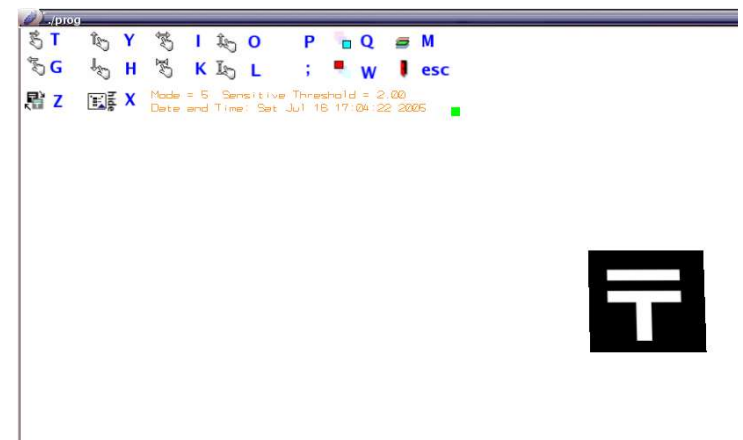 ./prog
T Y I O P Q M
G H K L ; W esc
Z X Mode = 5 Sensitive Threshold = 2.00
Date and Time: Sat Jul 16 17:04:22 2005
〒